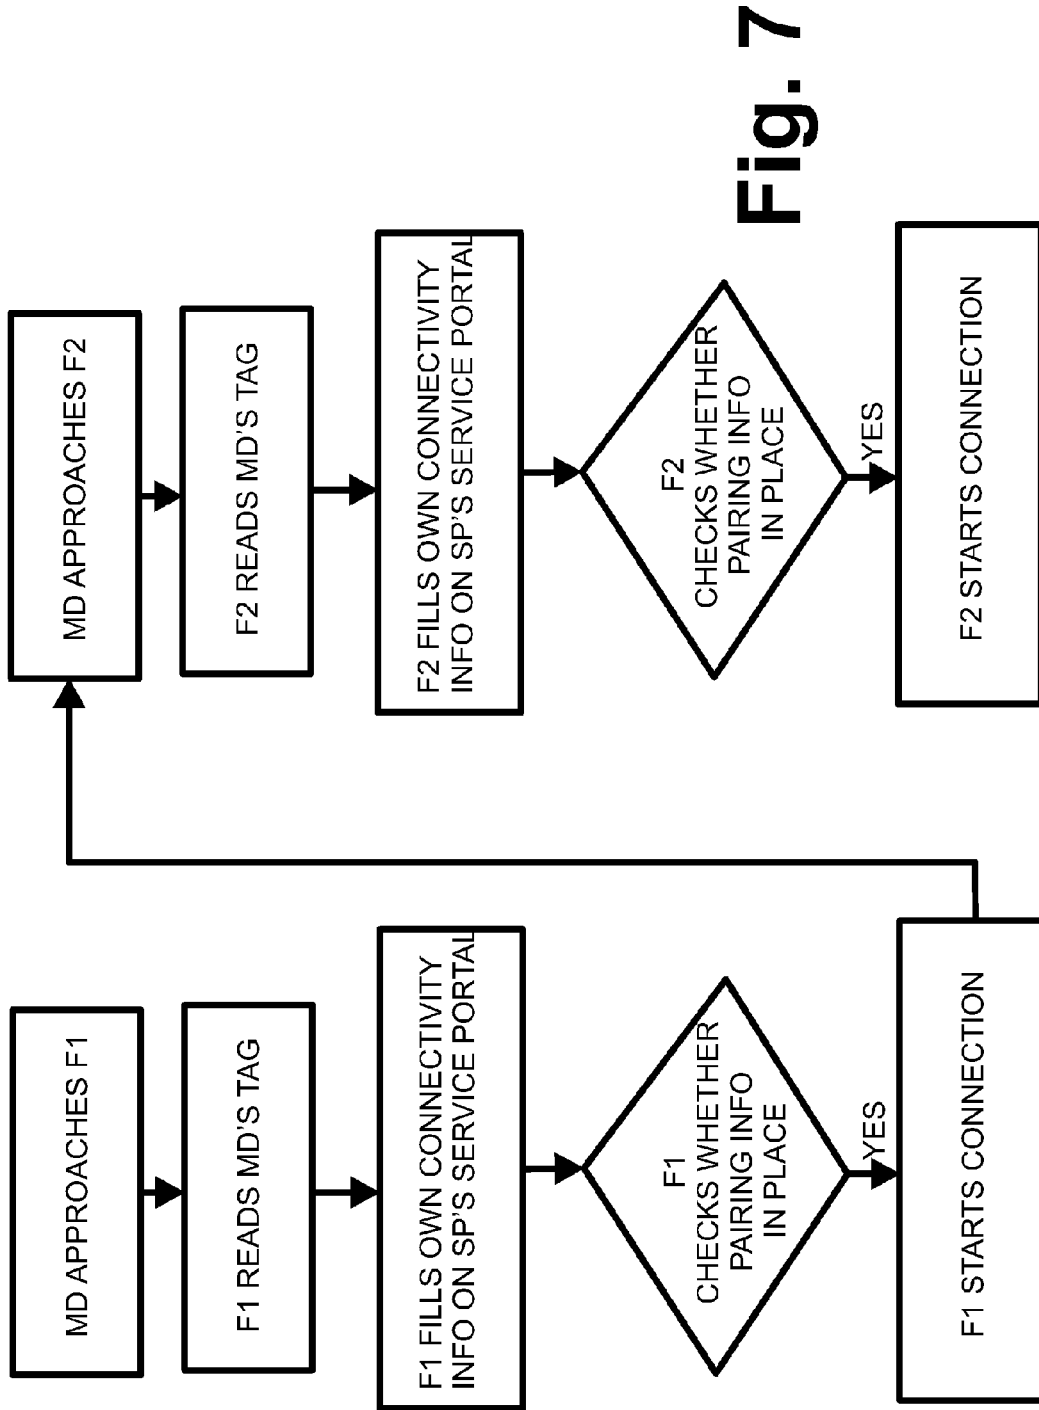 MD APPROACHES F1
F1 READS MD'S TAG
F1 FILLS OWN CONNECTIVITY
INFO ON SP'S SERVICE PORTAL
F1
CHECKS WHETHER
PAIRING INFO
IN PLACE
YES
F1 STARTS CONNECTION
MD APPROACHES F2
F2 READS MD'S TAG
F2 FILLS OWN CONNECTIVITY
INFO ON SP'S SERVICE PORTAL
F2
CHECKS WHETHER
PAIRING INFO
IN PLACE
YES
F2 STARTS CONNECTION
Fig. 7